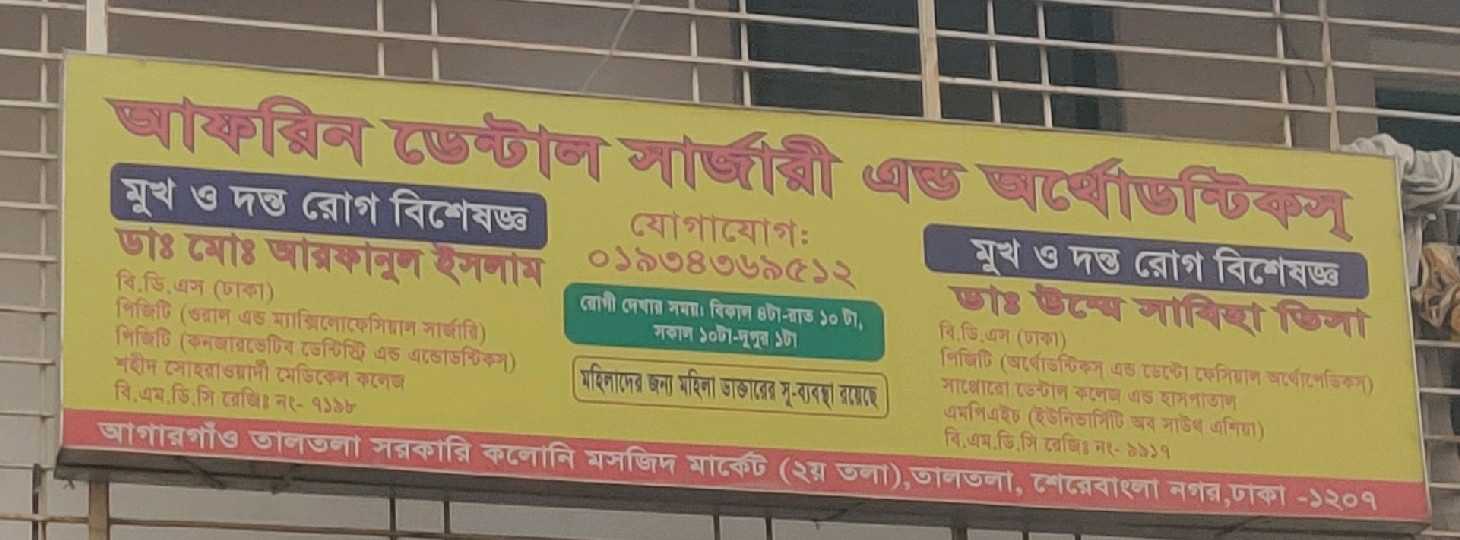 আফরিন ডেন্টাল সার্জারী এন্ড অর্থোডন্টিকস্
মুখ ও দন্ত রোগ বিশেষজ্ঞ
ডাঃ মোঃ আরফানুল ইসলাম
বি.ডি.এস (ঢাকা)
পিজিটি (ওরাল এন্ড ম্যাক্সিলোফেসিয়াল সার্জারি)
পিজিটি (কনজারভেটিব ডেন্টিস্ট্রি এন্ড এন্ডোডন্টিকস)
শহীদ সোহরাওয়ার্দী মেডিকেল কলেজ
বি.এম.ডি.সি রেজিঃ নং- ৭১৯৮
যোগাযোগ:
০১৯৩৪৩৬৯৫১২
রোগী দেখার সময়: বিকাল ৪টা-রাত ১০ টা,
সকাল ১০টা-দুপুর ১টা
মহিলাদের জন্য মহিলা ডাক্তারের সু-ব্যবস্থা রয়েছে
মুখ ও দন্ত রোগ বিশেষজ্ঞ
ডাঃ উম্মে সাবিহা ভিসা
বি.ডি.এস (ঢাকা)
পিজিটি (অর্থোডন্টিকস্ এন্ড ডেন্টো ফেসিয়াল অর্থোপেডিকস)
সাপ্পোরো ডেন্টাল কলেজ এন্ড হাসপাতাল
এমপিএইচ (ইউনিভার্সিটি অব সাউথ এশিয়া)
বি.এম.ডি.সি রেজিঃ নং- ৯৯১৭
আগারগাঁও তালতলা সরকারি কলোনি মসজিদ মার্কেট (২য় তলা),তালতলা, শেরেবাংলা নগর,ঢাকা -১২০৭